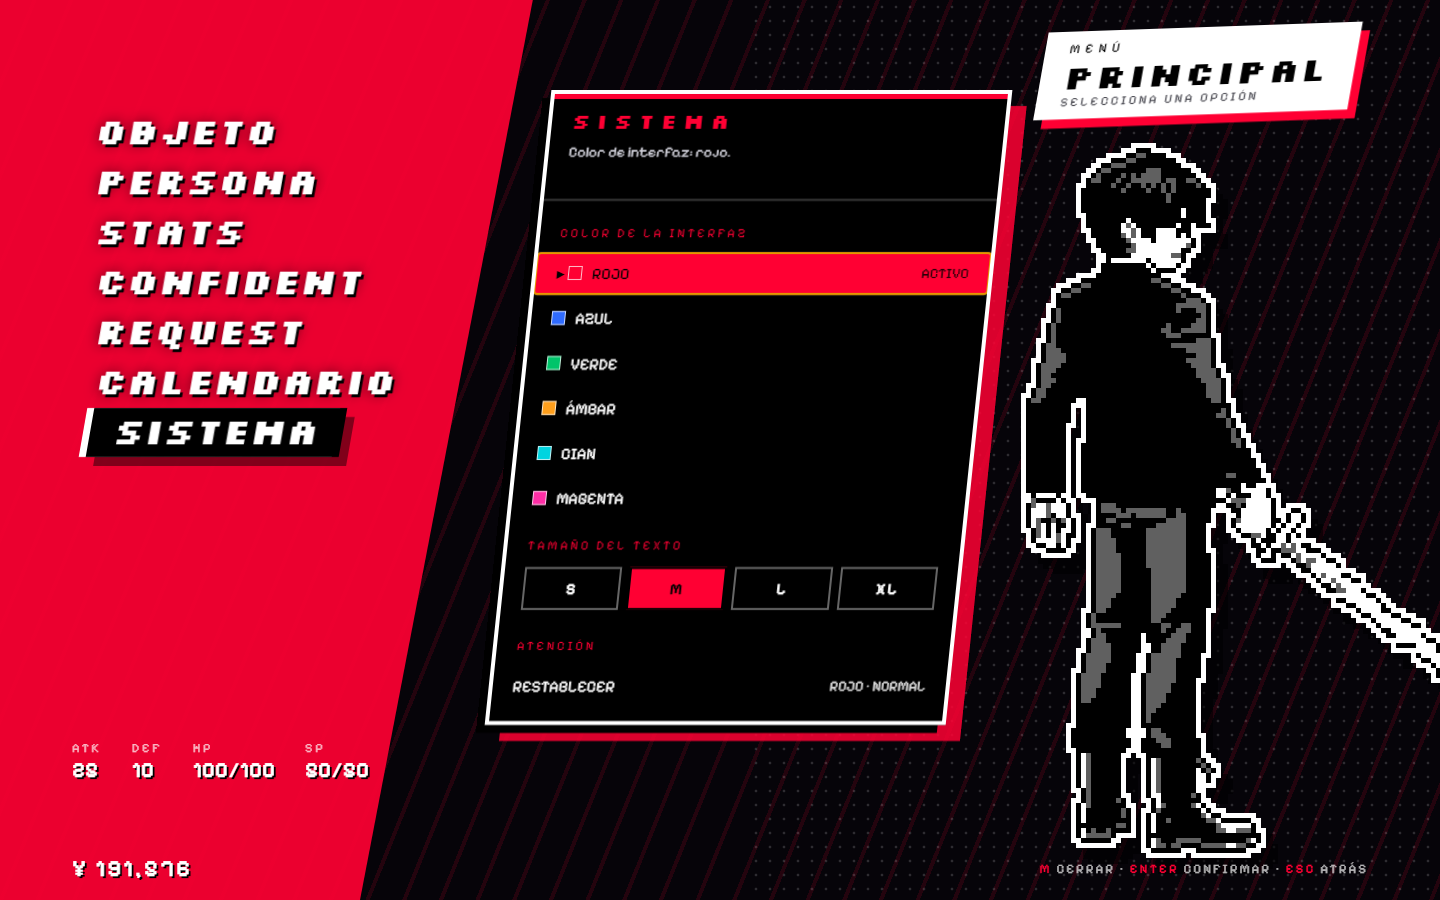 MENÚ
PRINCIPAL
SELECCIONA UNA OPCIÓN
OBJETO
PERSONA
STATS
CONFIDENT
REQUEST
CALENDARIO
SISTEMA
SISTEMA
Color de interfaz: rojo.
COLOR DE LA INTERFAZ
▶ ROJO ACTIVO
AZUL
VERDE
ÁMBAR
CIAN
MAGENTA
TAMAÑO DEL TEXTO
S M L XL
ATENCIÓN
RESTABLECER ROJO · NORMAL
ATK DEF HP SP
28 10 100/100 80/80
¥ 191,876
M CERRAR · ENTER CONFIRMAR · ESC ATRÁS